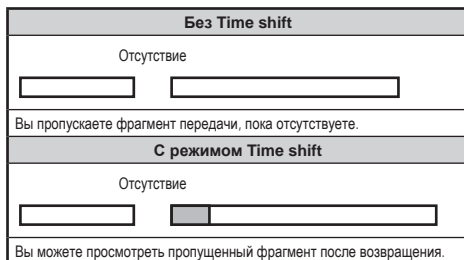 Без Time shift
Отсутствие
Вы пропускаете фрагмент передачи, пока отсутствуете.
С режимом Time shift
Отсутствие
Вы можете просмотреть пропущенный фрагмент после возвращения.